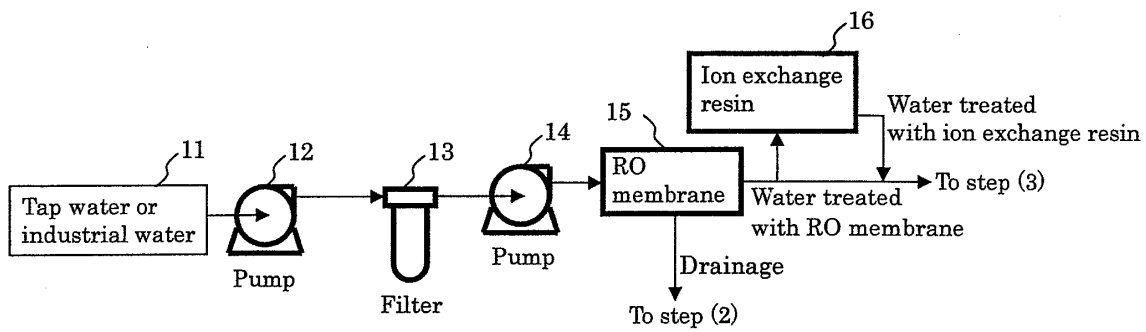 16
Ion exchange
resin
Water treated
with ion exchange resin
15
14
11
12
13
RO
membrane
To step (3)
Tap water or
industrial water
Water treated
with RO membrane
Pump
Pump
Drainage
Filter
To step (2)